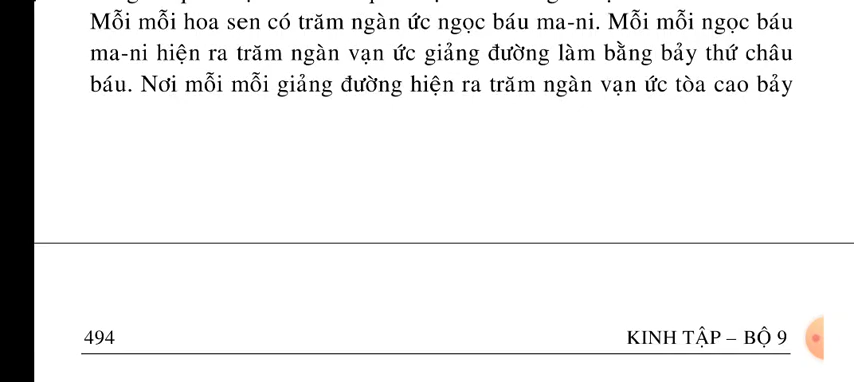 Mỗi mỗi hoa sen có trăm ngàn ức ngọc báu ma-ni. Mỗi mỗi ngọc báu
ma-ni hiện ra trăm ngàn vạn ức giảng đường làm bằng bảy thứ châu
báu. Nơi mỗi mỗi giảng đường hiện ra trăm ngàn vạn ức tòa cao bảy
494
KINH TẬP – BỘ 9